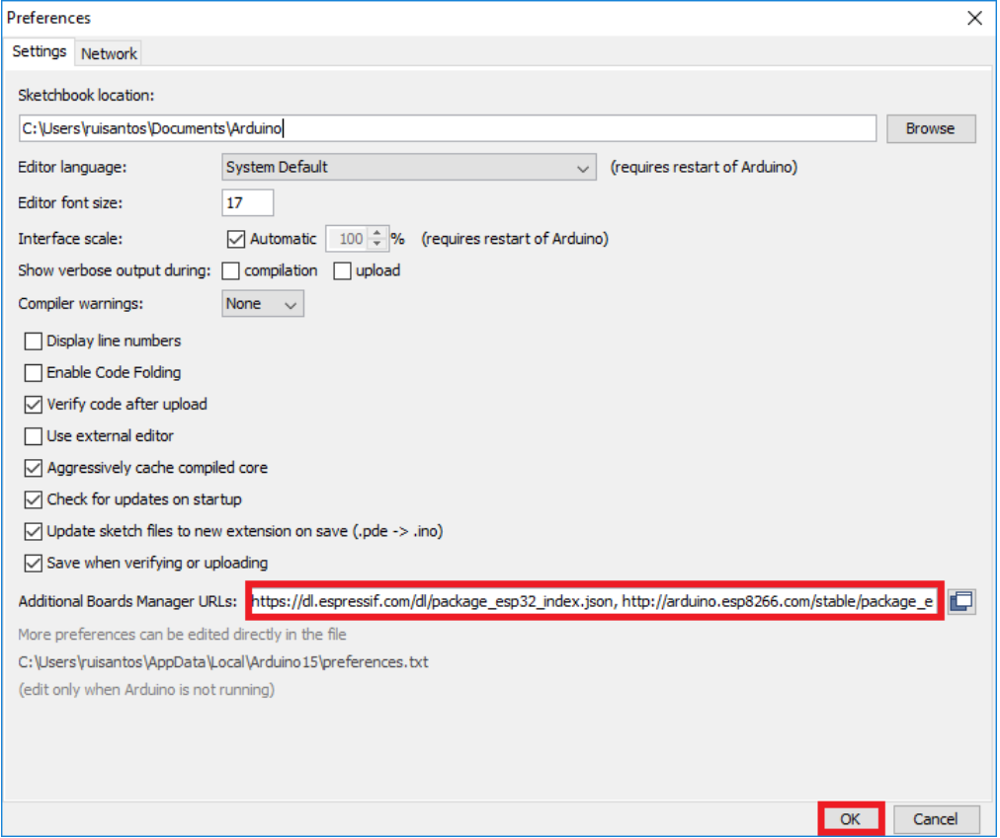 Preferences
Settings Network
Sketchbook location:
C:\Users\ruisantos\Documents\Arduino Browse
Editor language: System Default (requires restart of Arduino)
Editor font size: 17
Interface scale: Automatic 100 % (requires restart of Arduino)
Show verbose output during: compilation upload
Compiler warnings: None
Display line numbers
Enable Code Folding
Verify code after upload
Use external editor
Aggressively cache compiled core
Check for updates on startup
Update sketch files to new extension on save (.pde -> .ino)
Save when verifying or uploading
Additional Boards Manager URLs: https://dl.espressif.com/dl/package_esp32_index.json, http://arduino.esp8266.com/stable/package_e
More preferences can be edited directly in the file
C:\Users\ruisantos\AppData\Local\Arduino15\preferences.txt
(edit only when Arduino is not running)
OK Cancel